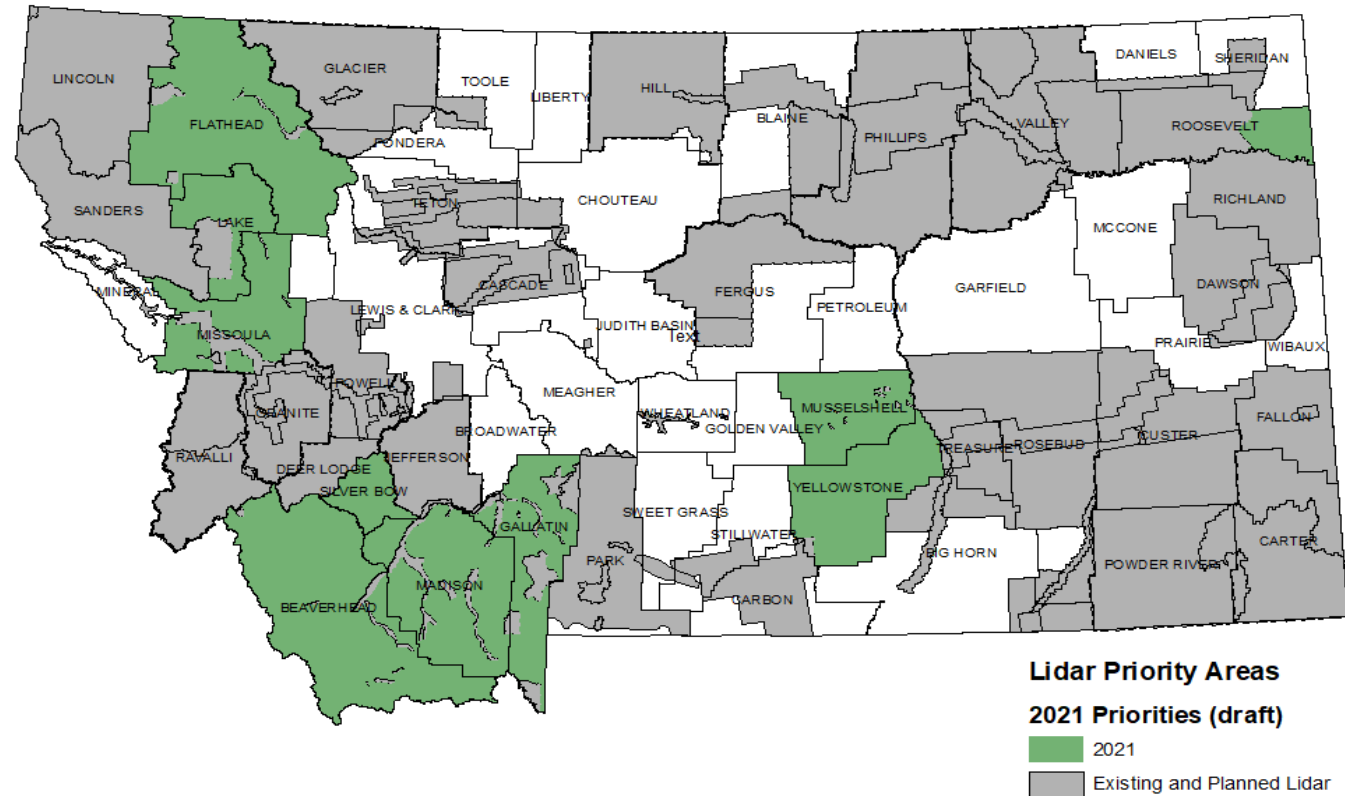 LINCOLN
GLACIER
TOOLE
LIBERTY
HILL
DANIELS
SHERIDAN
FLATHEAD
BLAINE
PHILLIPS
VALLEY
ROOSEVELT
PONDERA
CHOUTEAU
TETON
SANDERS
LAKE
RICHLAND
MCCONE
MINERAL
CASCADE
FERGUS
GARFIELD
DAWSON
LEWIS & CLARK
PETROLEUM
MISSOULA
JUDITH BASIN
Text
PRAIRIE
WIBAUX
POWELL
MEAGHER
GRANITE
WHEATLAND
MUSSELSHELL
GOLDEN VALLEY
BROADWATER
FALLON
CUSTER
RAVALLI
JEFFERSON
TREASURE
ROSEBUD
DEER LODGE
SILVER BOW
YELLOWSTONE
GALLATIN
SWEET GRASS
STILLWATER
BIG HORN
CARTER
PARK
POWDER RIVER
MADISON
CARBON
BEAVERHEAD
Lidar Priority Areas
2021 Priorities (draft)
2021
Existing and Planned Lidar